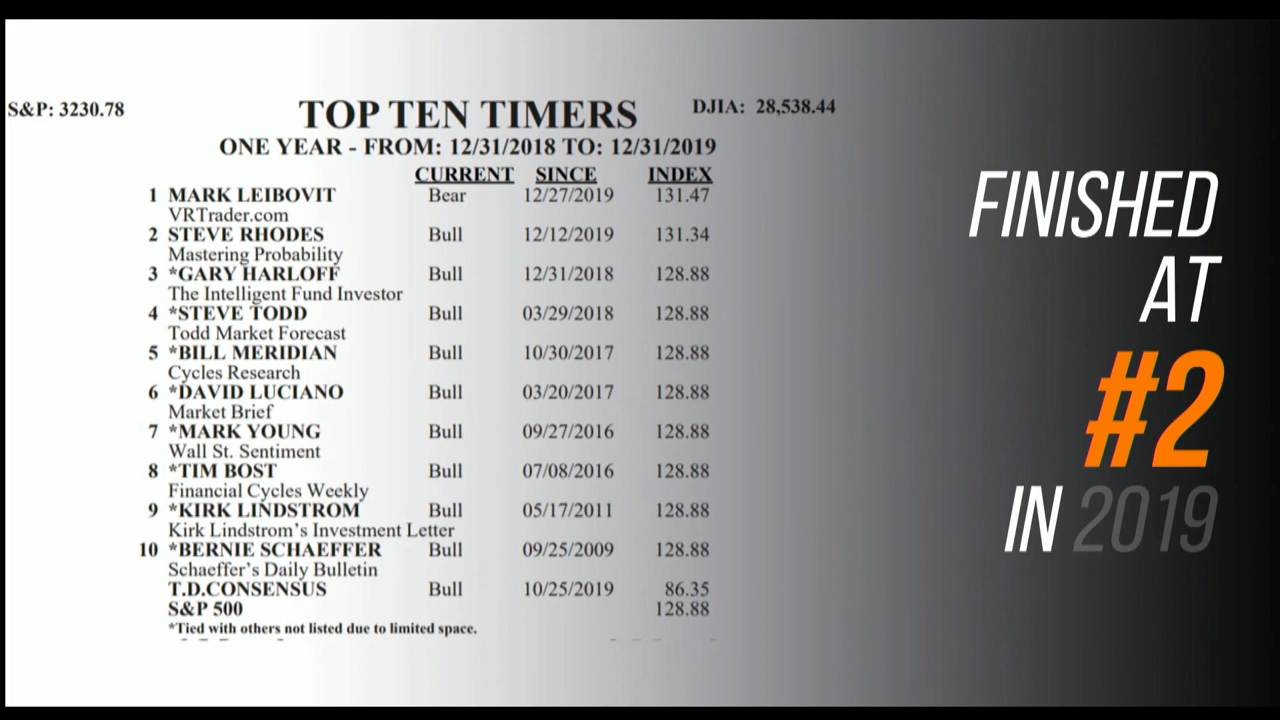 S&P: 3230.78
TOP TEN TIMERS
DJIA: 28,538.44
ONE YEAR - FROM: 12/31/2018 TO: 12/31/2019
CURRENT SINCE INDEX
1 MARK LEIBOVIT Bear 12/27/2019 131.47
VRTrader.com
2 STEVE RHODES Bull 12/12/2019 131.34
Mastering Probability
3 *GARY HARLOFF Bull 12/31/2018 128.88
The Intelligent Fund Investor
4 *STEVE TODD Bull 03/29/2018 128.88
Todd Market Forecast
5 *BILL MERIDIAN Bull 10/30/2017 128.88
Cycles Research
6 *DAVID LUCIANO Bull 03/20/2017 128.88
Market Brief
7 *MARK YOUNG Bull 09/27/2016 128.88
Wall St. Sentiment
8 *TIM BOST Bull 07/08/2016 128.88
Financial Cycles Weekly
9 *KIRK LINDSTROM Bull 05/17/2011 128.88
Kirk Lindstrom's Investment Letter
10 *BERNIE SCHAEFFER Bull 09/25/2009 128.88
Schaeffer's Daily Bulletin
T.D.CONSENSUS Bull 10/25/2019 86.35
S&P 500 128.88
*Tied with others not listed due to limited space.
FINISHED
AT
#2
IN 2019